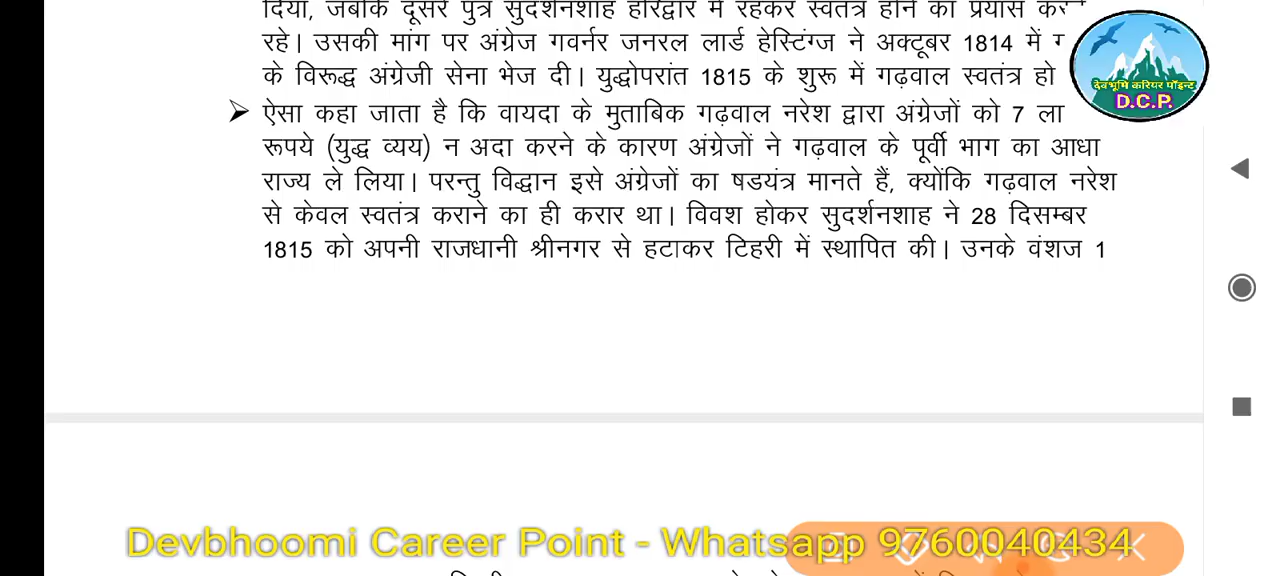 दिया, जबकि दूसरे पुत्र सुदर्शनशाह हरिद्वार में रहकर स्वतंत्र होने का प्रयास
रहे। उसकी मांग पर अंग्रेज गवर्नर जनरल लार्ड हेस्टिंग्ज ने अक्टूबर 1814 में
के विरूद्ध अंग्रेजी सेना भेज दी। युद्धोपरांत 1815 के शुरू में गढ़वाल स्वतंत्र हो
देवभूमि करियर पॉइन्ट
D.C.P.
➢ ऐसा कहा जाता है कि वायदा के मुताबिक गढ़वाल नरेश द्वारा अंग्रेजों को 7 ला
रूपये (युद्ध व्यय) न अदा करने के कारण अंग्रेजों ने गढ़वाल के पूर्वी भाग का आधा
राज्य ले लिया। परन्तु विद्धान इसे अंग्रेजों का षडयंत्र मानते हैं, क्योंकि गढ़वाल नरेश
से केवल स्वतंत्र कराने का ही करार था। विवश होकर सुदर्शनशाह ने 28 दिसम्बर
1815 को अपनी राजधानी श्रीनगर से हटाकर टिहरी में स्थापित की। उनके वंशज 1
Devbhoomi Career Point - Whatsapp 9760040434